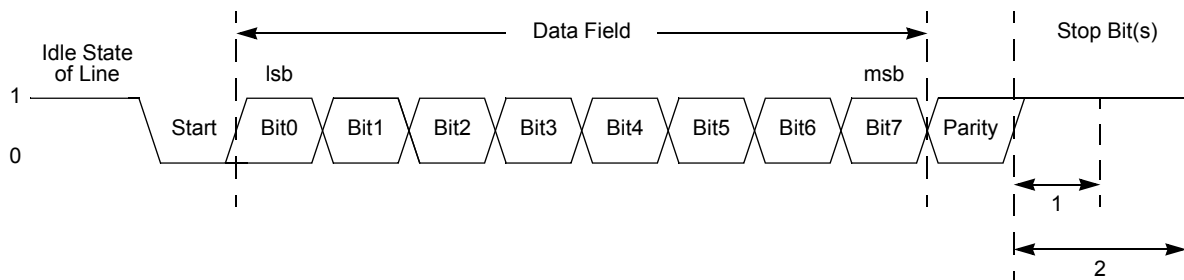 Data Field
Stop Bit(s)
Idle State
of Line
lsb
msb
1
Start
Bit0
Bit1
Bit2
Bit3
Bit4
Bit5
Bit6
Bit7
Parity
0
1
2